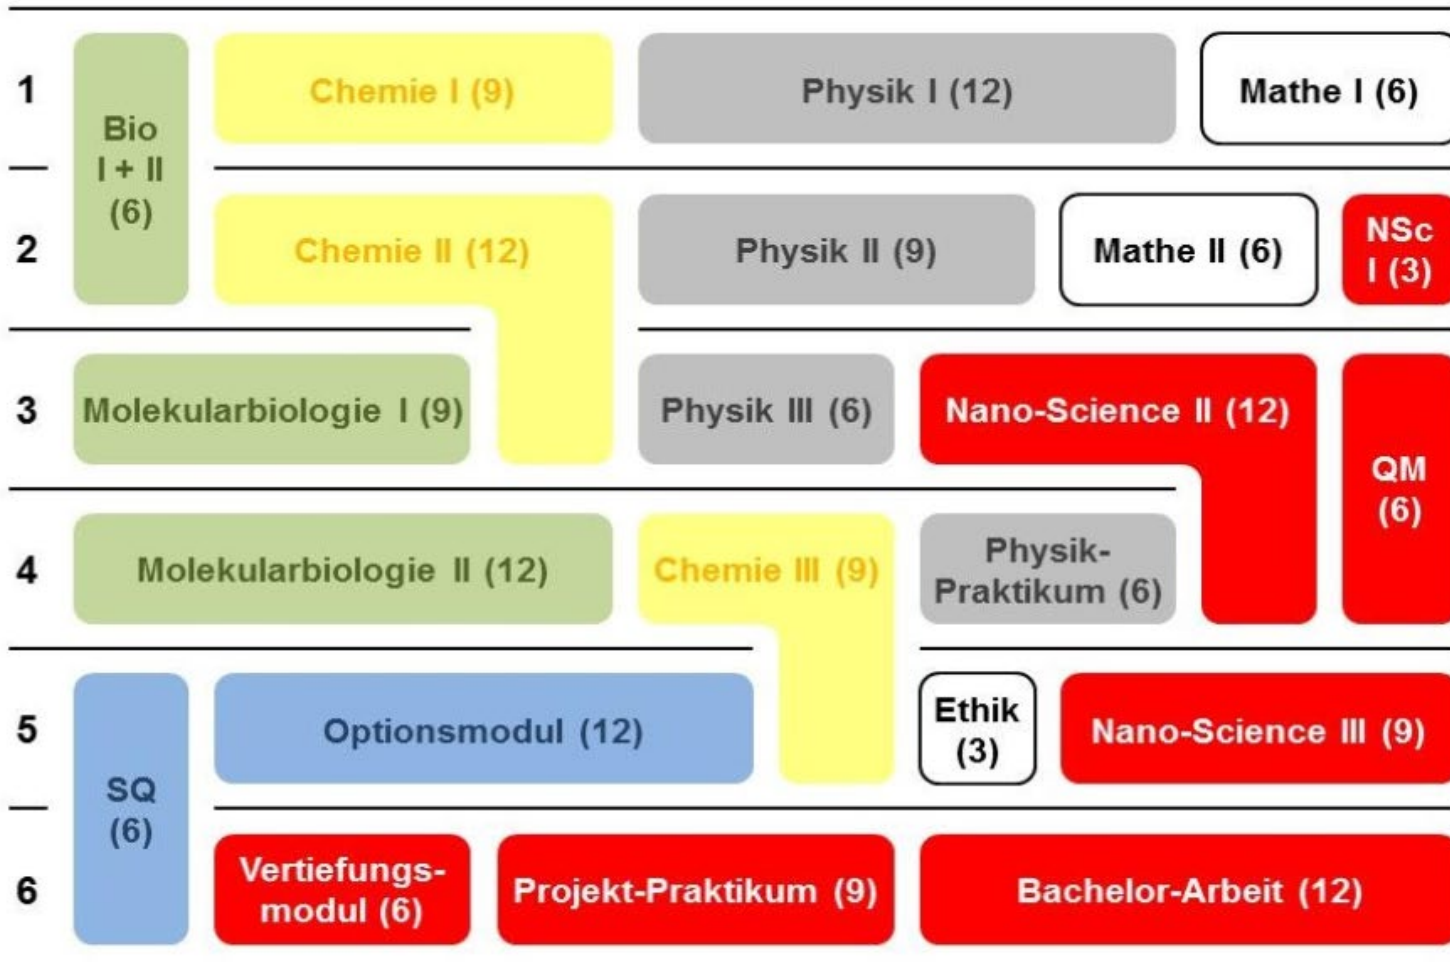 1
Bio
I + II
(6)
Chemie I (9)
Physik I (12)
Mathe I (6)
2
Chemie II (12)
Physik II (9)
Mathe II (6)
NSc
I (3)
3
Molekularbiologie I (9)
Physik III (6)
Nano-Science II (12)
QM
(6)
4
Molekularbiologie II (12)
Chemie III (9)
Physik-
Praktikum (6)
5
SQ
(6)
Optionsmodul (12)
Ethik
(3)
Nano-Science III (9)
6
Vertiefungs-
modul (6)
Projekt-Praktikum (9)
Bachelor-Arbeit (12)